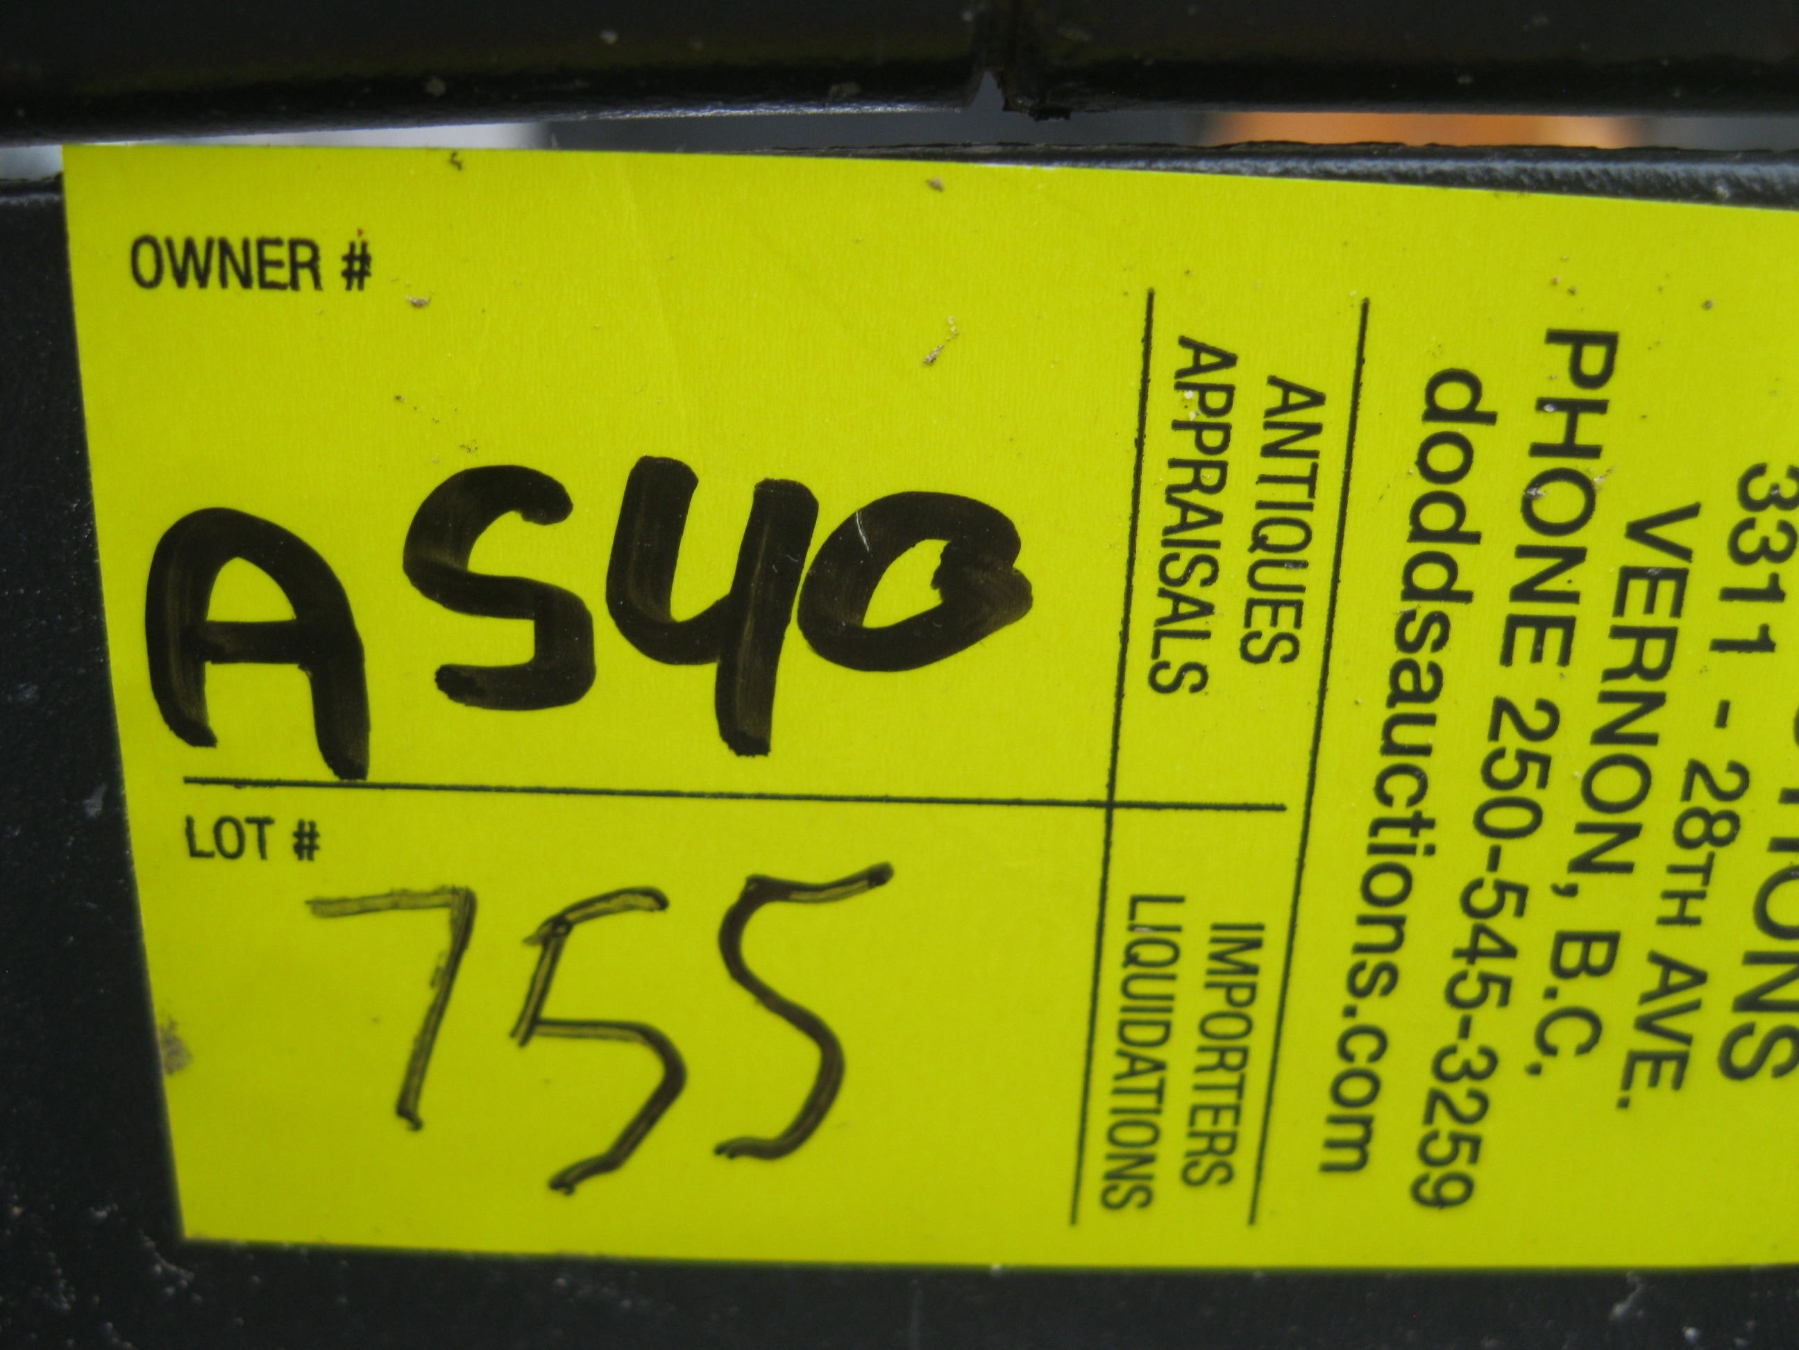 OWNER #
A540
LOT #
755
3311 - 28TH AVE.
VERNON, B.C.
PHONE 250-545-3259
doddsauctions.com
ANTIQUES
APPRAISALS
IMPORTERS
LIQUIDATIONS